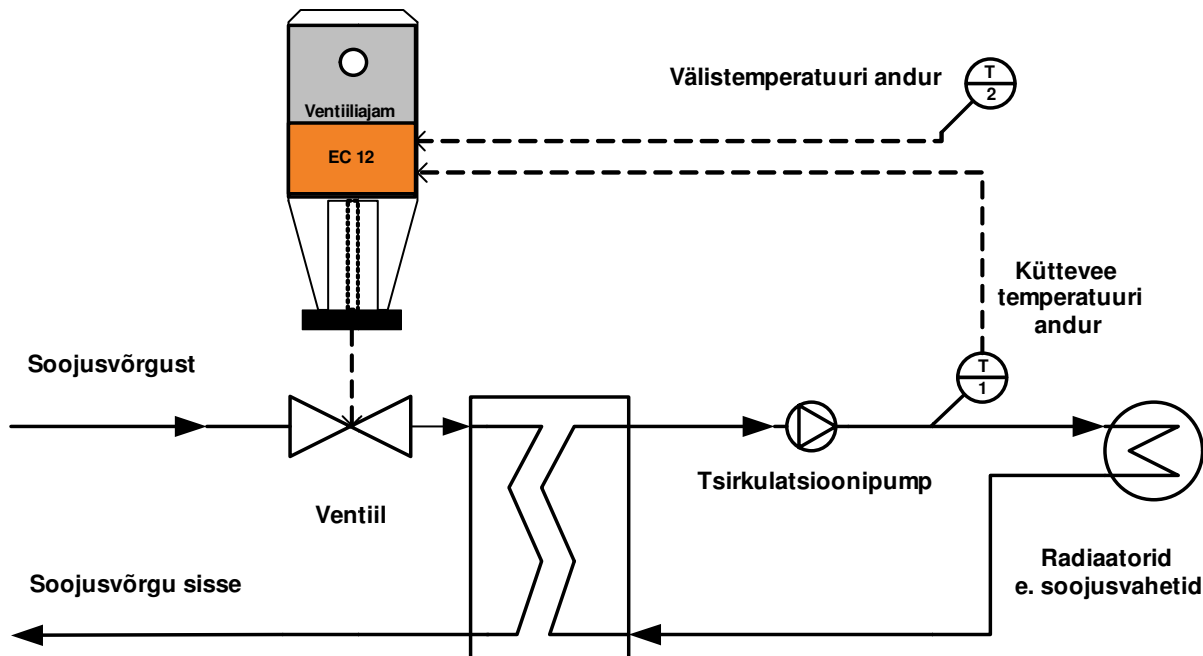 Välistemperatuuri andur
T
2
Ventiiliajam
EC 12
Küttevee
temperatuuri
andur
Soojusvõrgust
T
1
Tsirkulatsioonipump
Ventiil
Radiaatorid
e. soojusvahetid
Soojusvõrgu sisse